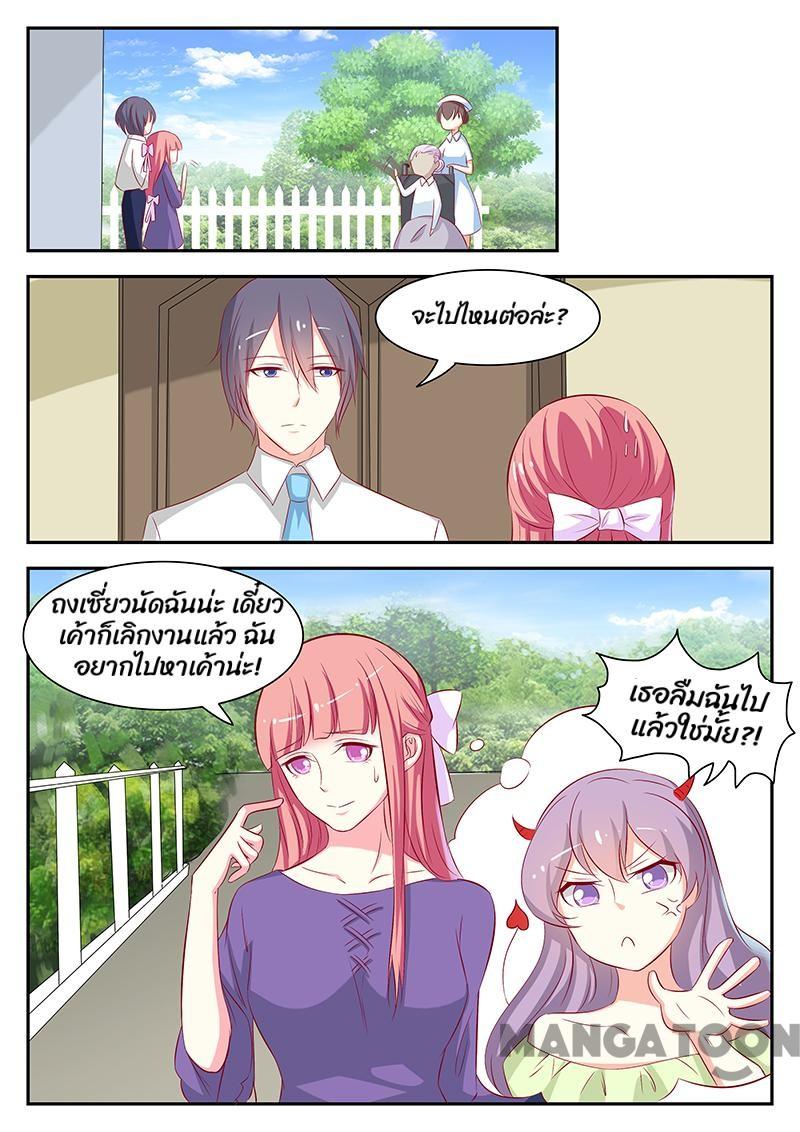 จะไปไหนต่อล่ะ?
ถงเซี่ยวนัดฉันน่ะ เดี๋ยว
เค้าก็เลิกงานแล้ว ฉัน
อยากไปหาเค้าน่ะ!
เธอลืมฉันไป
แล้วใช่มั้ย?!
MANGATOON